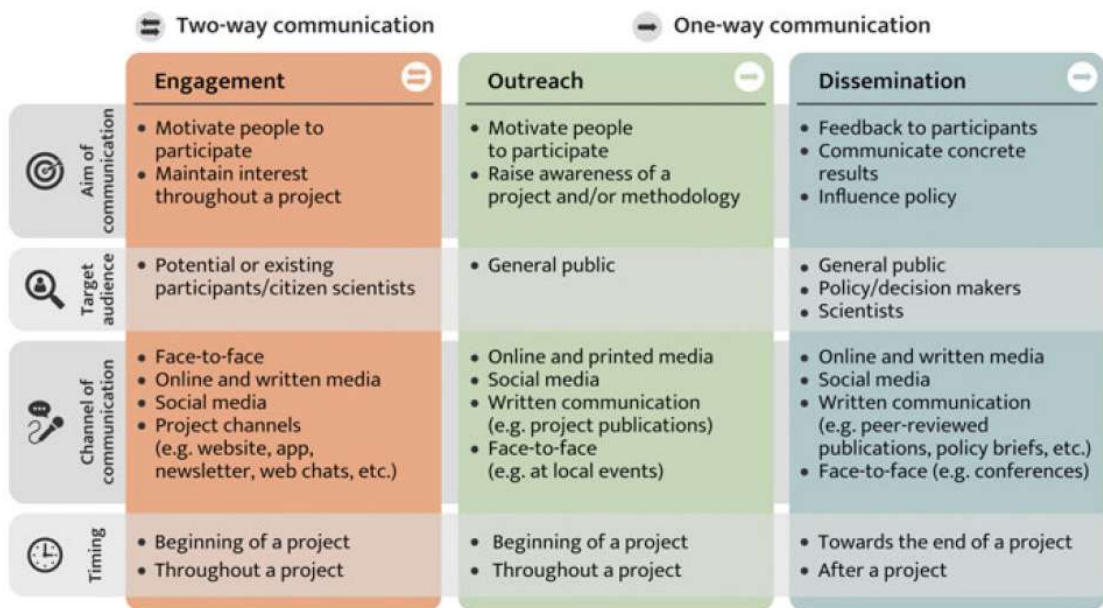 Two-way communication
One-way communication
Engagement
Outreach
Dissemination
Aim of
communication
• Motivate people to
participate
• Maintain interest
throughout a project
• Motivate people
to participate
• Raise awareness of a
project and/or methodology
• Feedback to participants
• Communicate concrete
results
• Influence policy
Target
audience
• Potential or existing
participants/citizen scientists
• General public
• General public
• Policy/decision makers
• Scientists
Channel of
communication
• Face-to-face
• Online and written media
• Social media
• Project channels
(e.g. website, app,
newsletter, web chats, etc.)
• Online and printed media
• Social media
• Written communication
(e.g. project publications)
• Face-to-face
(e.g. at local events)
• Online and written media
• Social media
• Written communication
(e.g. peer-reviewed
publications, policy briefs, etc.)
• Face-to-face (e.g. conferences)
Timing
• Beginning of a project
• Throughout a project
• Beginning of a project
• Throughout a project
• Towards the end of a project
• After a project